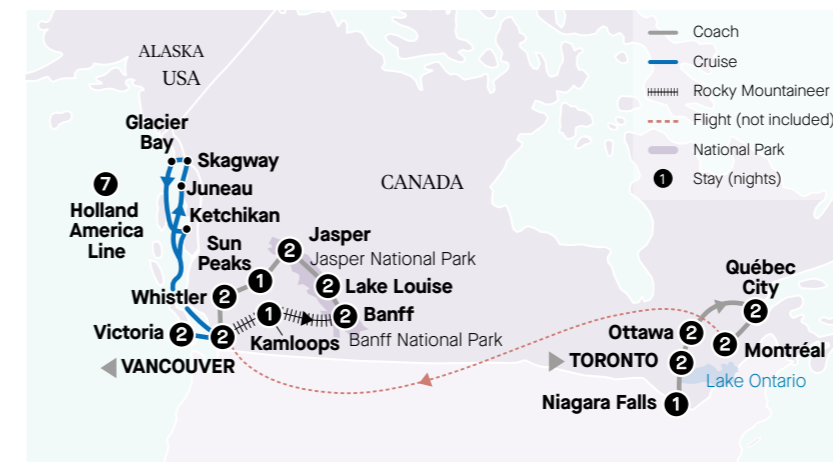 Coach
Cruise
Rocky Mountaineer
Flight (not included)
National Park
1 Stay (nights)
ALASKA
USA
CANADA
Glacier
Bay
Skagway
Juneau
Ketchikan
7
Holland
America
Line
Sun
Peaks
1
2
Jasper
Jasper National Park
Whistler
2
2
Lake Louise
Victoria
2
2
1
Kamloops
2
Banff
Banff National Park
VANCOUVER
Québec
City
2
Ottawa
2
2
Montréal
TORONTO
2
Lake Ontario
Niagara Falls
1